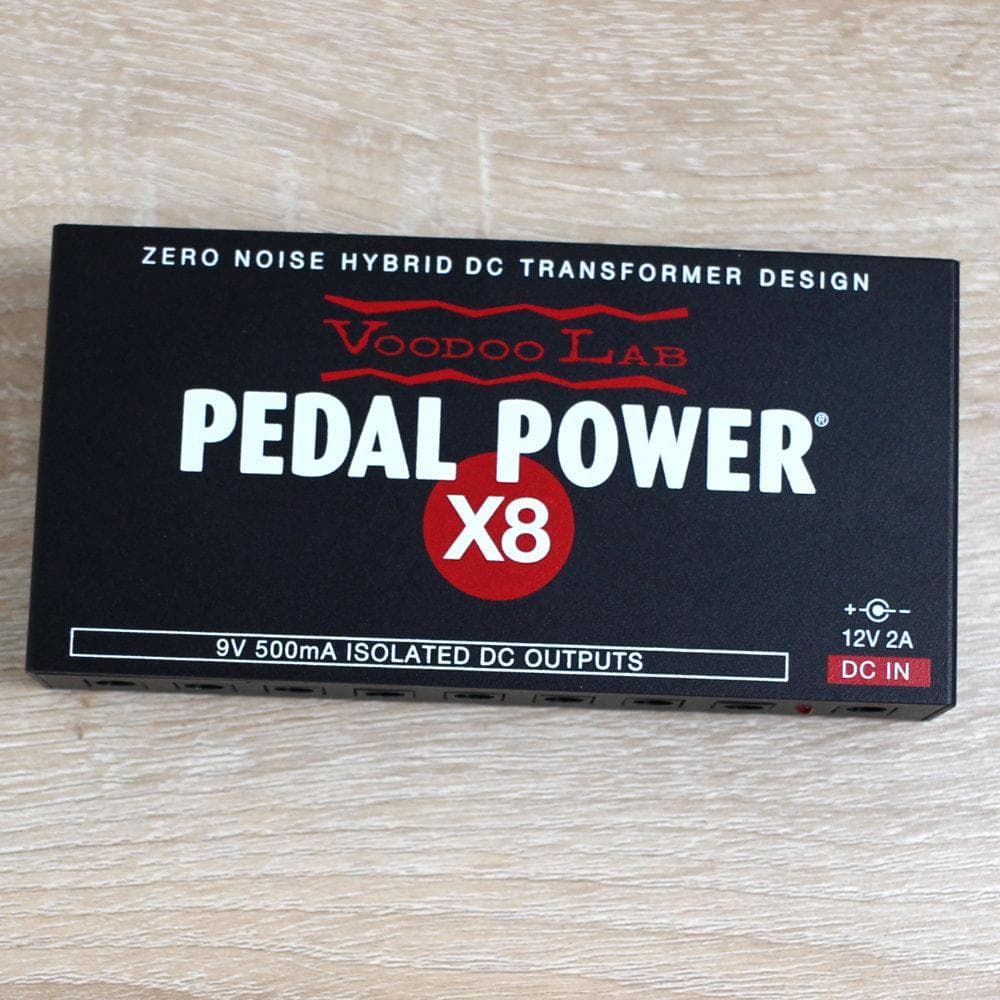 ZERO NOISE HYBRID DC TRANSFORMER DESIGN
VOODOO LAB
PEDAL POWER®
X8
9V 500mA ISOLATED DC OUTPUTS
+ -
12V 2A
DC IN